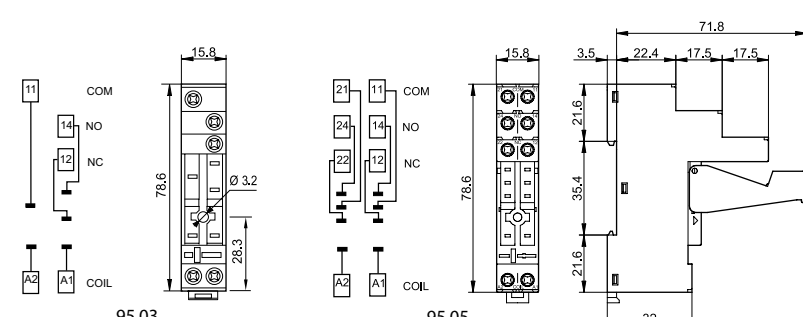 71.8
15.8
15.8
3.5 22.4 17.5 17.5
11 COM
14 NO
12 NC
21 11 COM
24 14 NO
22 12 NC
78.6
Ø 3.2
28.3
78.6
21.6
35.4
21.6
A2 A1 COIL
A2 A1 COIL
95.03
95.05